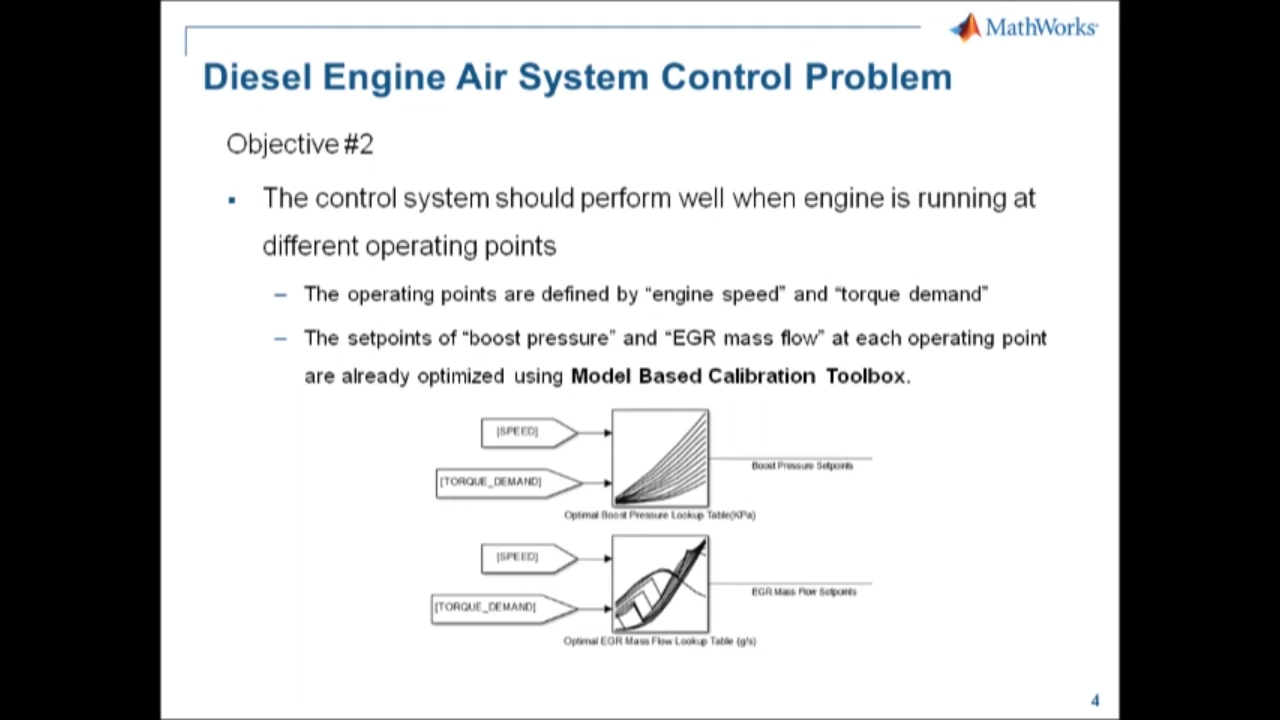 MathWorks
Diesel Engine Air System Control Problem
Objective #2
▪ The control system should perform well when engine is running at
different operating points
– The operating points are defined by “engine speed” and “torque demand”
– The setpoints of “boost pressure” and “EGR mass flow” at each operating point
are already optimized using Model Based Calibration Toolbox.
[SPEED]
[TORQUE_DEMAND]
Boost Pressure Setpoints
Optimal Boost Pressure Lookup Table(KPa)
[SPEED]
[TORQUE_DEMAND]
EGR Mass Flow Setpoints
Optimal EGR Mass Flow Lookup Table (g/s)
4